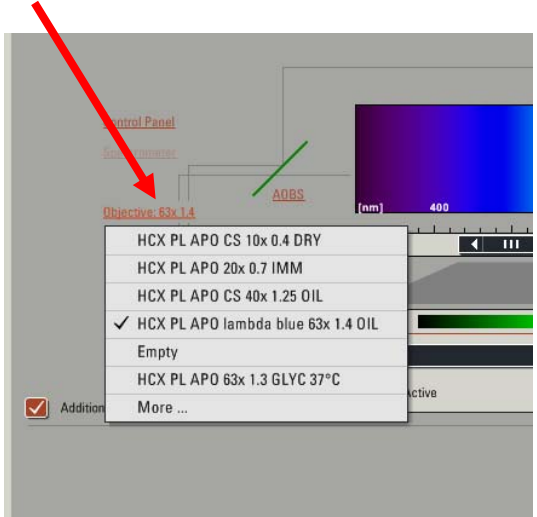 Control Panel
Spectrometer
AOBS
[nm] 400
Objective: 63x 1.4
HCX PL APO CS 10x 0.4 DRY
HCX PL APO 20x 0.7 IMM
HCX PL APO CS 40x 1.25 OIL
✓ HCX PL APO lambda blue 63x 1.4 OIL
Empty
HCX PL APO 63x 1.3 GLYC 37°C
Active
Addition
More ...